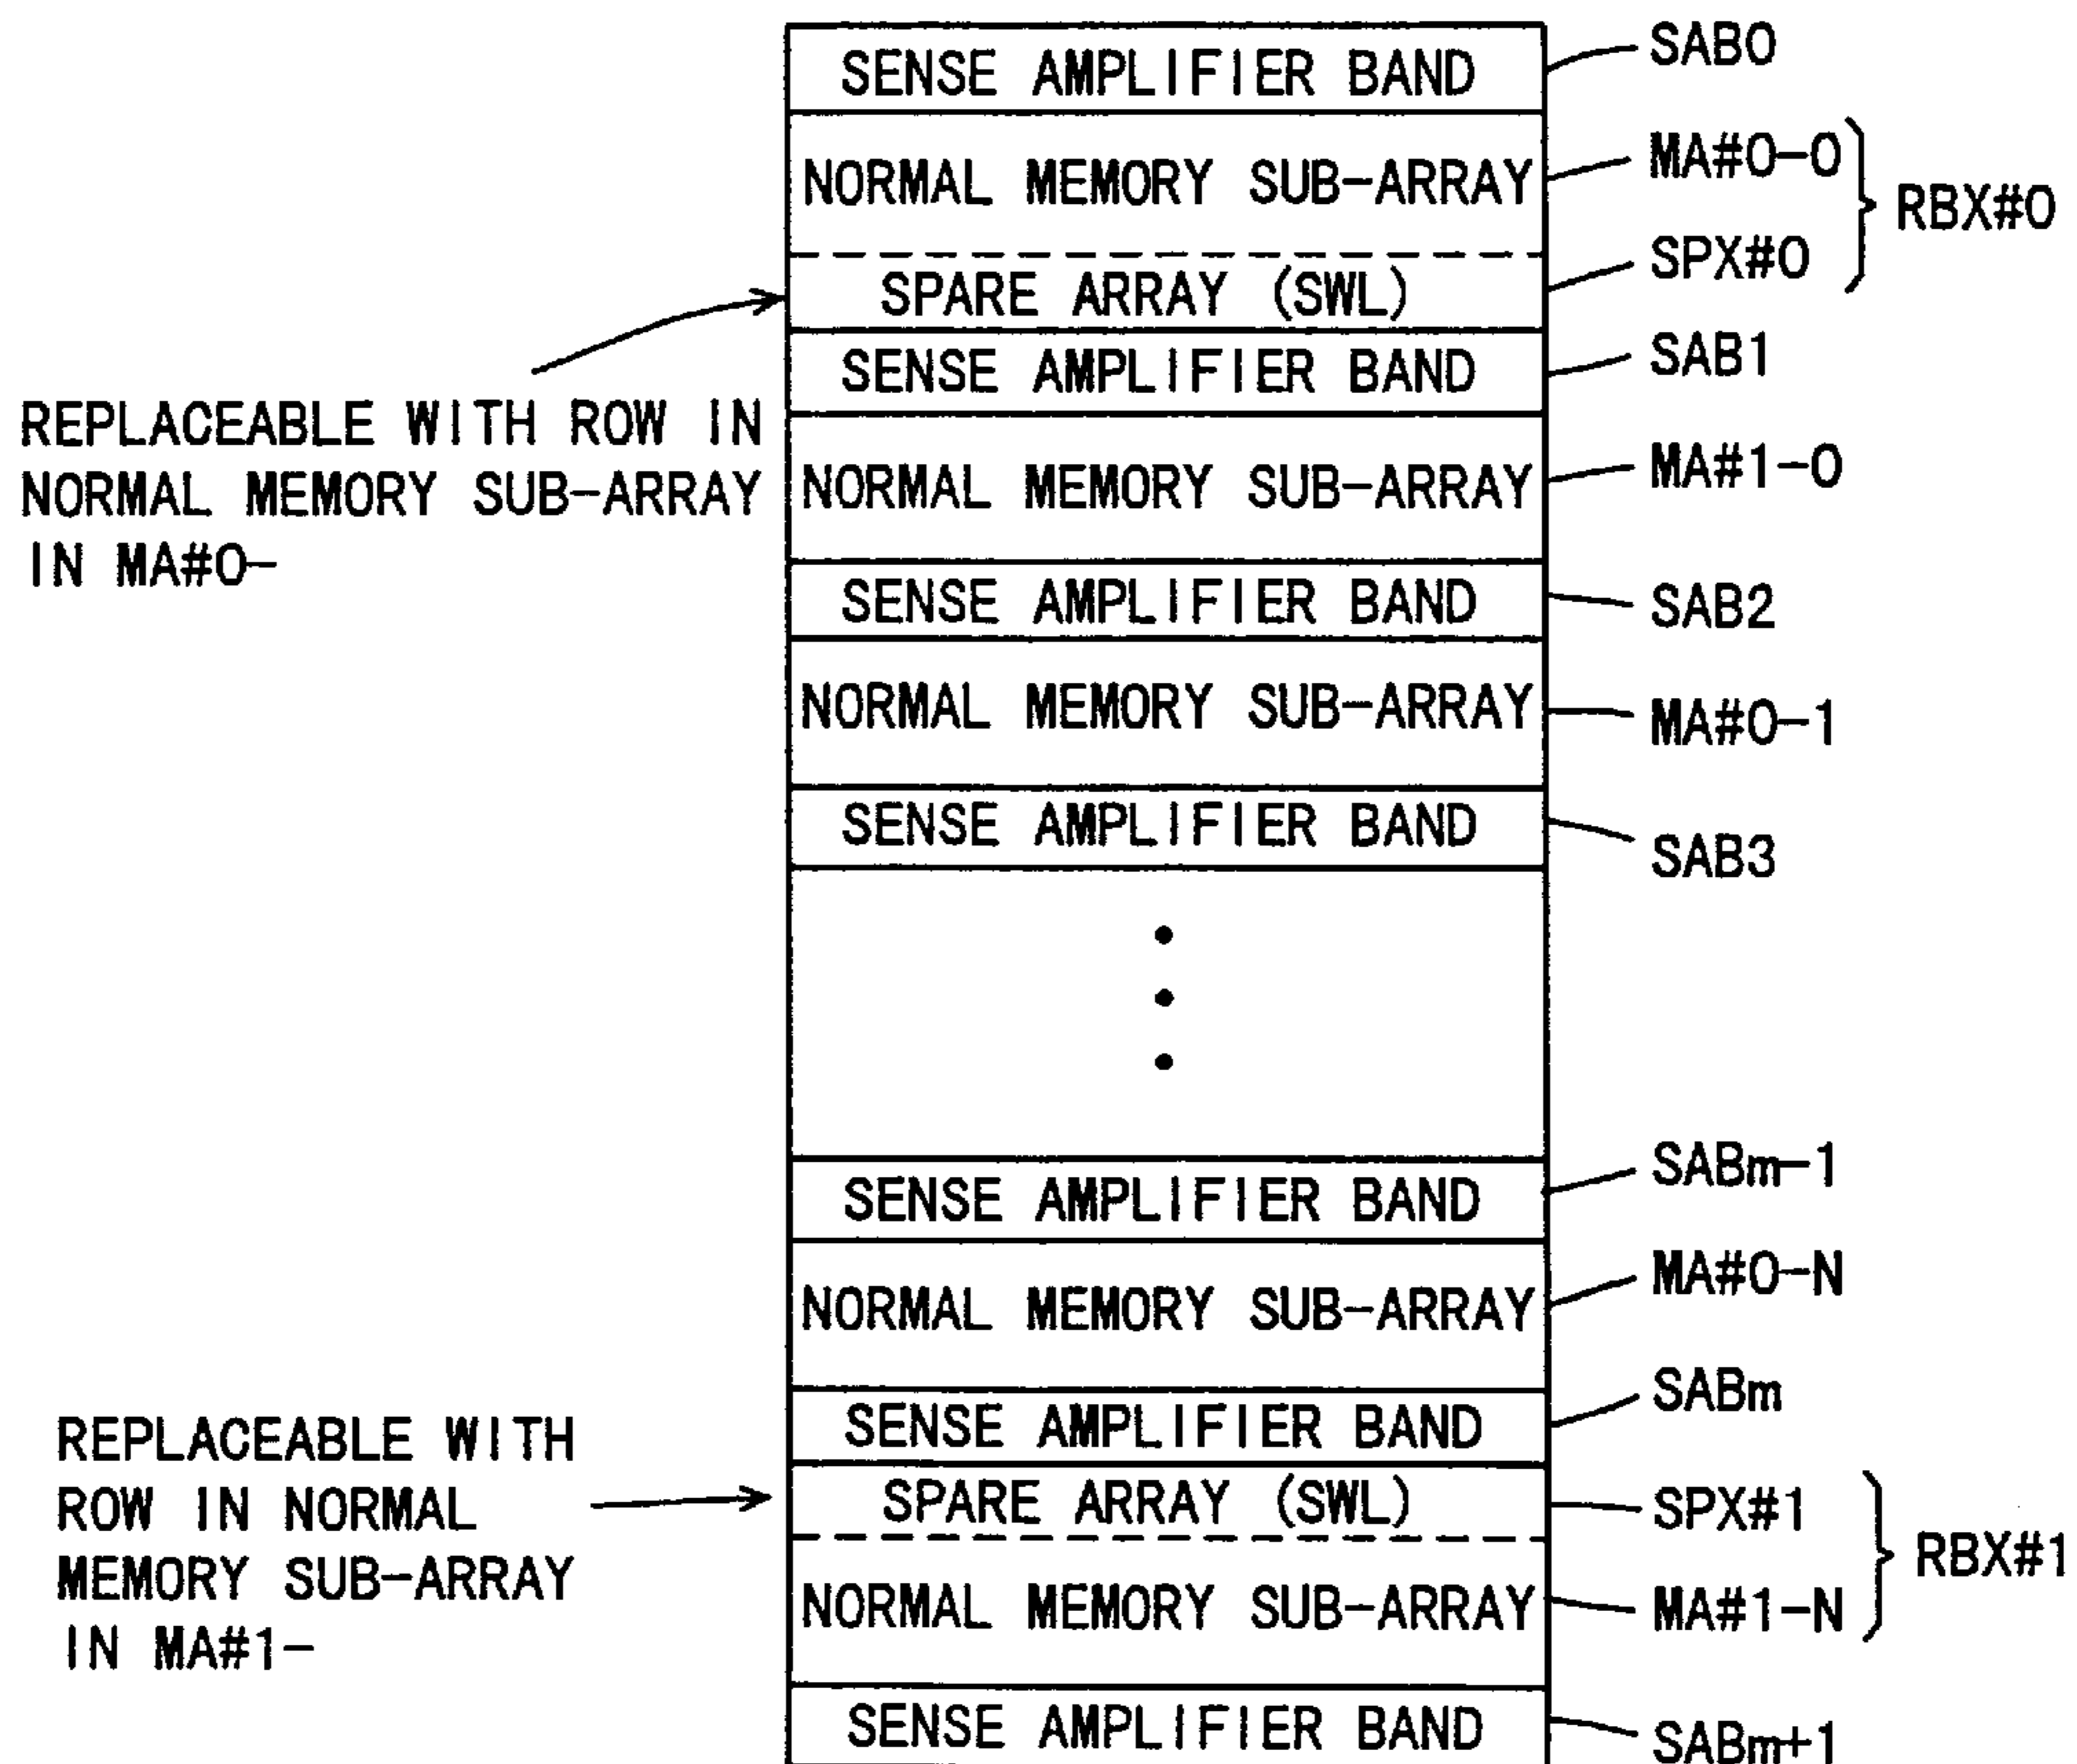 SENSE AMPLIFIER BAND
SAB0
NORMAL MEMORY SUB-ARRAY
MA#0-0
RBX#0
SPARE ARRAY (SWL)
SPX#0
SENSE AMPLIFIER BAND
SAB1
REPLACEABLE WITH ROW IN
NORMAL MEMORY SUB-ARRAY
IN MA#0-
NORMAL MEMORY SUB-ARRAY
MA#1-0
SENSE AMPLIFIER BAND
SAB2
NORMAL MEMORY SUB-ARRAY
MA#0-1
SENSE AMPLIFIER BAND
SAB3
SENSE AMPLIFIER BAND
SABm-1
NORMAL MEMORY SUB-ARRAY
MA#0-N
SENSE AMPLIFIER BAND
SABm
REPLACEABLE WITH
ROW IN NORMAL
MEMORY SUB-ARRAY
IN MA#1-
SPARE ARRAY (SWL)
SPX#1
RBX#1
NORMAL MEMORY SUB-ARRAY
MA#1-N
SENSE AMPLIFIER BAND
SABm+1